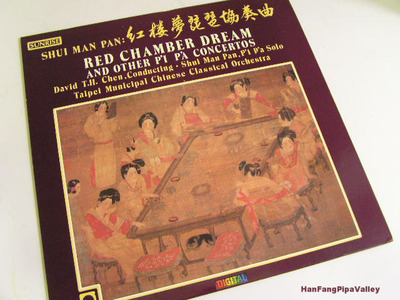 SUNRISE
SHUI MAN PAN: 紅樓夢琵琶協奏曲
RED CHAMBER DREAM
AND OTHER P'I P'A CONCERTOS
David T.H. Chen, Conducting · Shui Man Pan, P'i P'a Solo
Taipei Municipal Chinese Classical Orchestra
DIGITAL
HanFangPipaValley